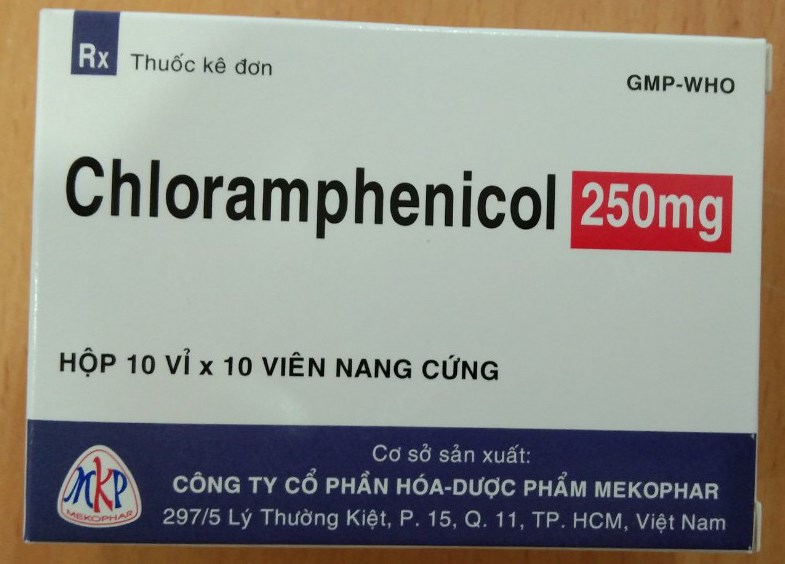 Rx Thuốc kê đơn
GMP-WHO
Chloramphenicol 250mg
HỘP 10 VỈ x 10 VIÊN NANG CỨNG
Cơ sở sản xuất:
CÔNG TY CỔ PHẦN HÓA-DƯỢC PHẨM MEKOPHAR
297/5 Lý Thường Kiệt, P. 15, Q. 11, TP. HCM, Việt Nam
MKP
MEKOPHAR